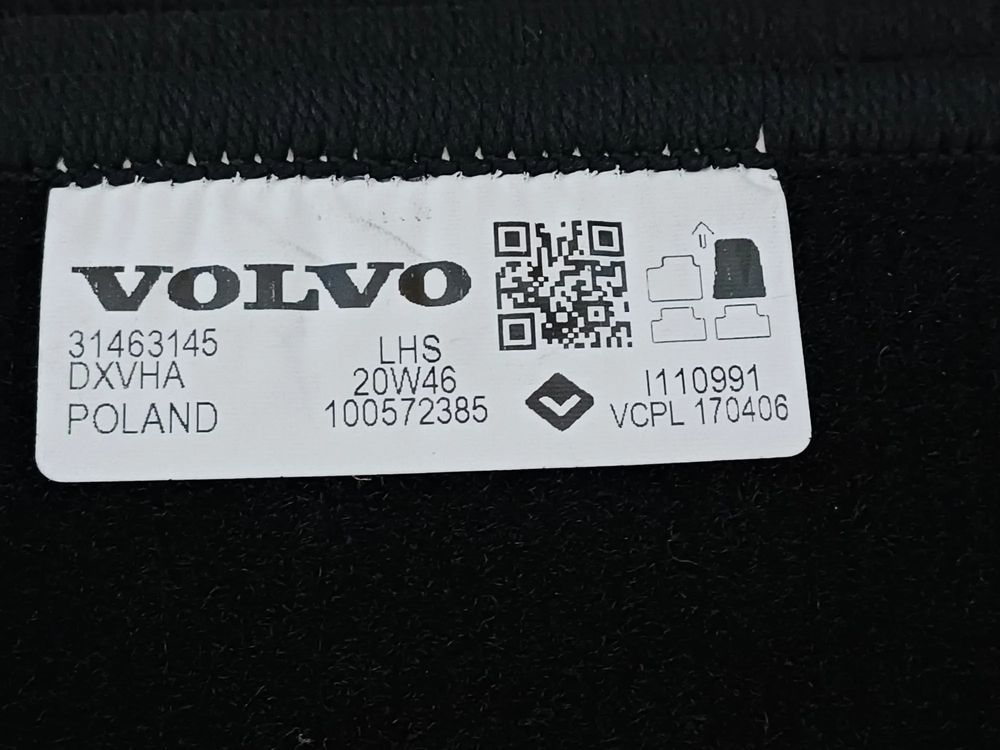 VOLVO
31463145
DXVHA
POLAND
LHS
20W46
100572385
I110991
VCPL 170406